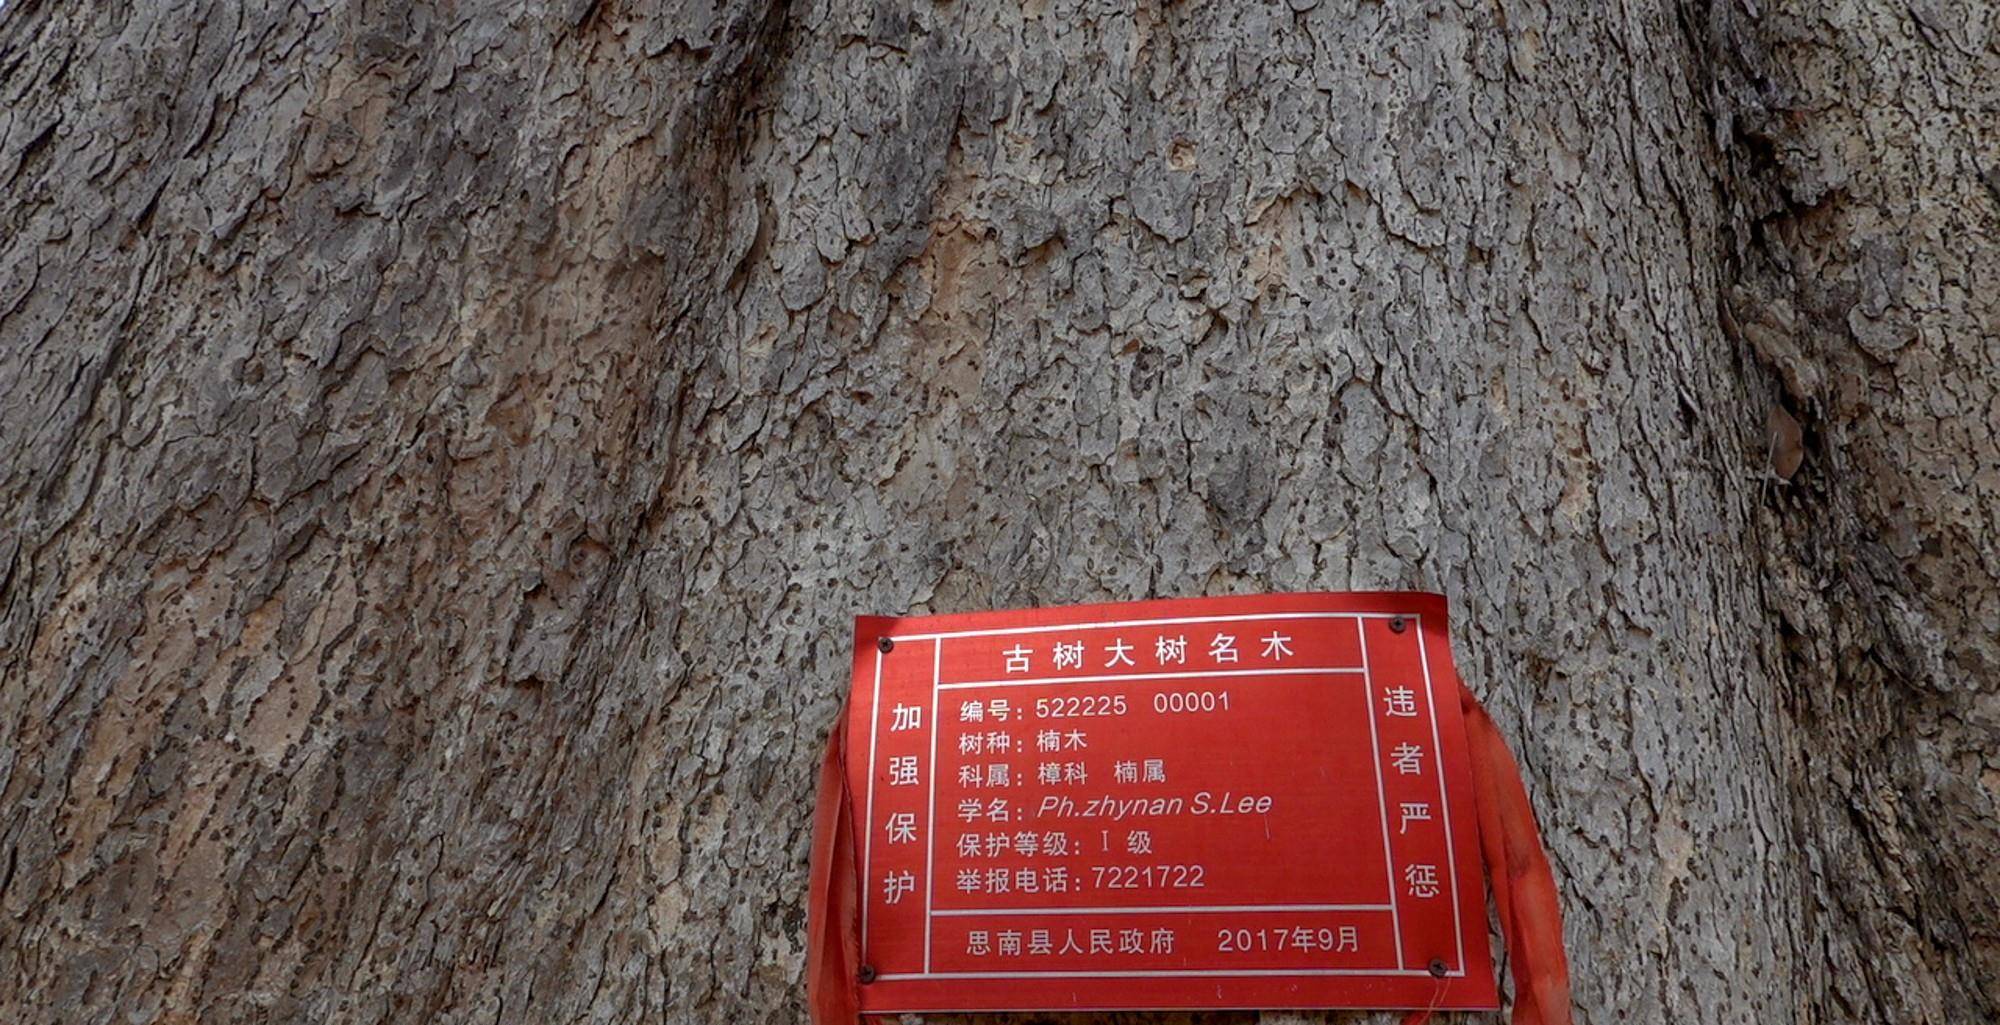 古树大树名木
加强保护
编号：522225 00001
树种：楠木
科属：樟科 楠属
学名：Ph.zhynan S.Lee
保护等级：Ⅰ 级
举报电话：7221722
违者严惩
思南县人民政府 2017年9月